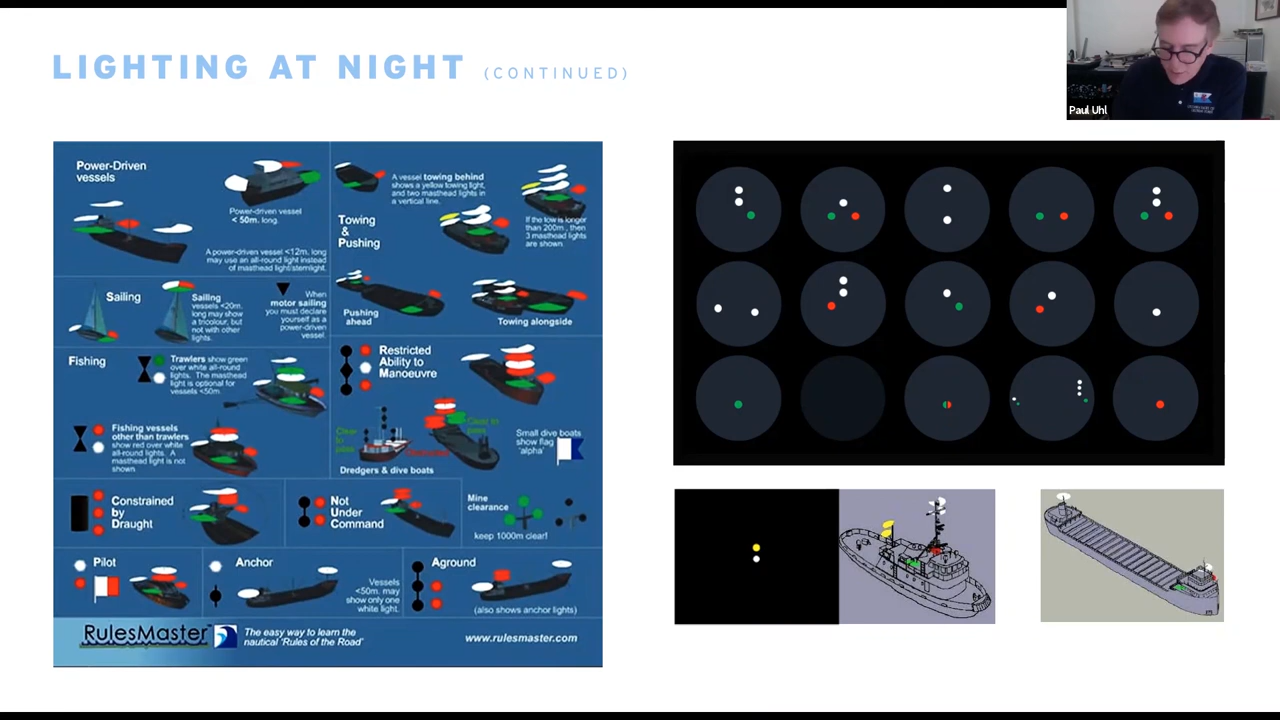 LIGHTING AT NIGHT (CONTINUED)
Paul Uhl
Power-Driven
vessels
Power-driven vessel
< 50m. long.
A power-driven vessel <12m. long
may use an all-round light instead
of masthead light/sternlight.
A vessel towing behind
shows a yellow towing light,
and two masthead lights in
a vertical line.
Towing
&
Pushing
If the tow is longer
than 200m , then
3 masthead lights
are shown.
Pushing
ahead
Towing alongside
Sailing
Sailing
vessels <20m.
long may show
a tricolour, but
not with other
lights.
When
motor sailing
you must declare
yourself as a
power-driven
vessel.
Fishing
Trawlers show green
over white all-round
lights. The masthead
light is optional for
vessels <50m.
Fishing vessels
other than trawlers
show red over white
all-round lights. A
masthead light is not
shown
Restricted
Ability to
Manoeuvre
Clear
to
pass
Clear to
pass
Dredgers & dive boats
Small dive boats
show flag
'alpha'
Constrained
by
Draught
Not
Under
Command
Mine
clearance
keep 1000m clear!
Pilot
Anchor
Vessels
<50m. may
show only one
white light.
Aground
(also shows anchor lights)
RulesMaster
The easy way to learn the
nautical 'Rules of the Road'
www.rulesmaster.com